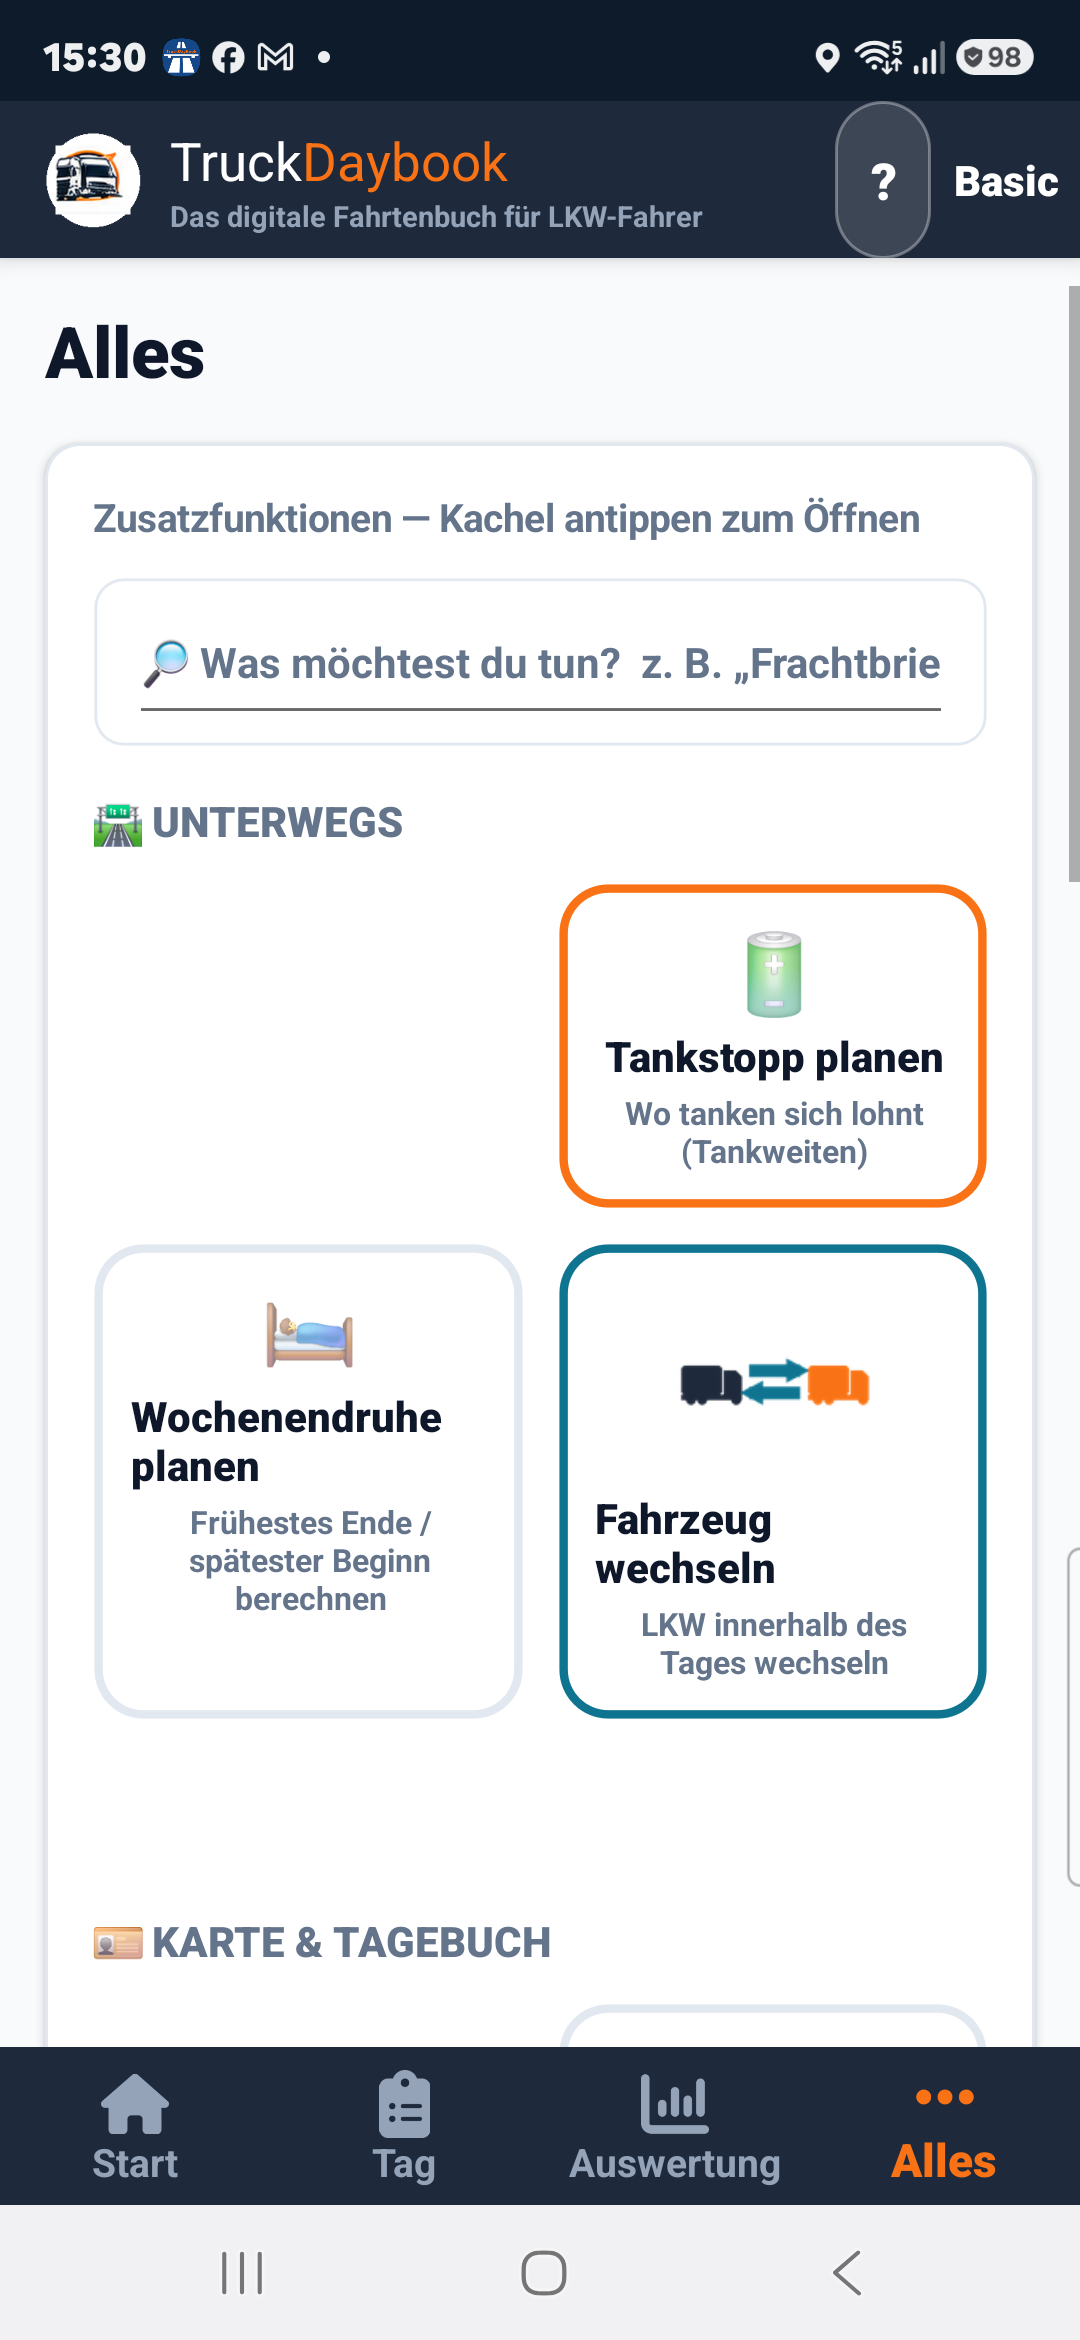 15:30
5
98
TruckDaybook
Das digitale Fahrtenbuch für LKW-Fahrer
?
Basic
Alles
Zusatzfunktionen — Kachel antippen zum Öffnen
Was möchtest du tun? z. B. „Frachtbrie
UNTERWEGS
Tankstopp planen
Wo tanken sich lohnt
(Tankweiten)
Wochenendruhe
planen
Frühestes Ende /
spätester Beginn
berechnen
Fahrzeug
wechseln
LKW innerhalb des
Tages wechseln
KARTE & TAGEBUCH
Start
Tag
Auswertung
Alles